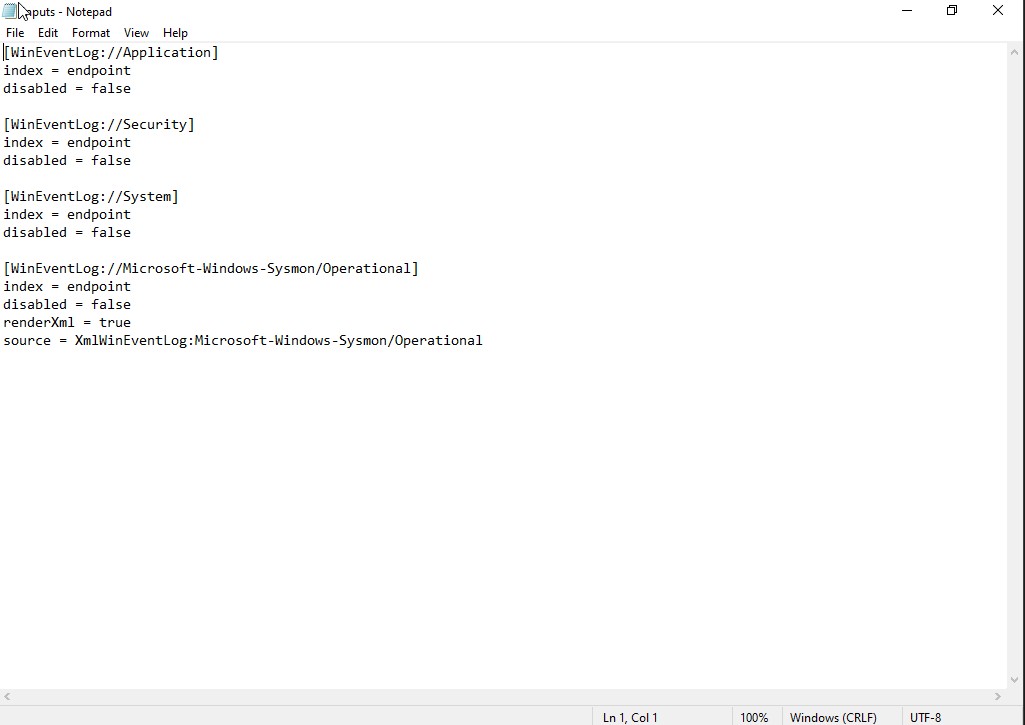 aputs - Notepad
File Edit Format View Help
[WinEventLog://Application]
index = endpoint
disabled = false
[WinEventLog://Security]
index = endpoint
disabled = false
[WinEventLog://System]
index = endpoint
disabled = false
[WinEventLog://Microsoft-Windows-Sysmon/Operational]
index = endpoint
disabled = false
renderXml = true
source = XmlWinEventLog:Microsoft-Windows-Sysmon/Operational
Ln 1, Col 1 100% Windows (CRLF) UTF-8